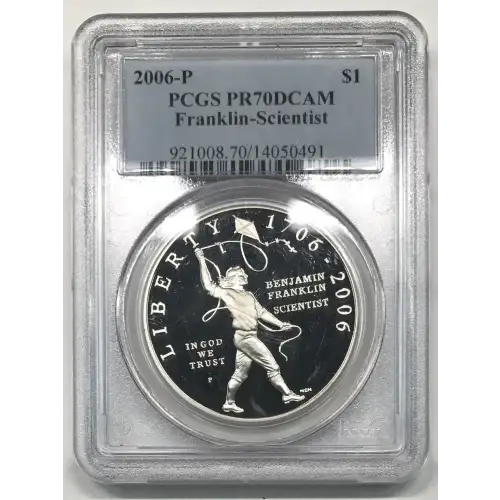 2006-P $1
PCGS PR70DCAM
Franklin-Scientist
921008.70/14050491
LIBERTY 1706·2006
BENJAMIN
FRANKLIN
SCIENTIST
IN GOD
WE
TRUST
P